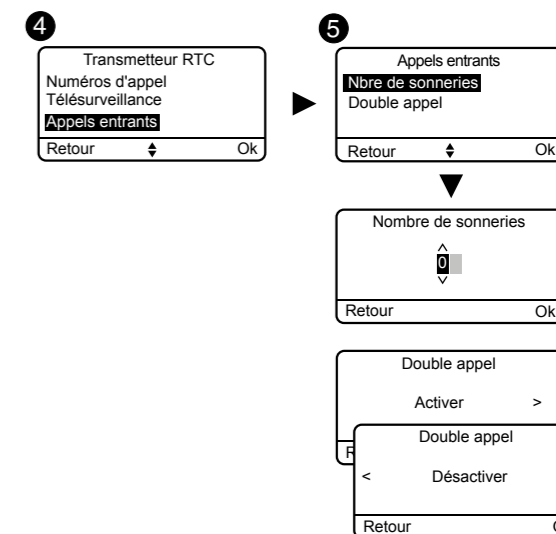 4
Transmetteur RTC
Numéros d'appel
Télésurveillance
Appels entrants
Retour Ok
5
Appels entrants
Nbre de sonneries
Double appel
Retour Ok
Nombre de sonneries
0
Retour Ok
Double appel
Activer >
Double appel
< Désactiver
Retour